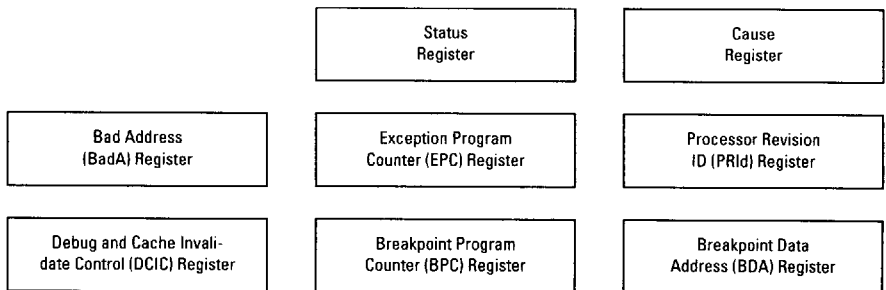 Status
Register
Cause
Register
Bad Address
(BadA) Register
Exception Program
Counter (EPC) Register
Processor Revision
ID (PRId) Register
Debug and Cache Invali-
date Control (DCIC) Register
Breakpoint Program
Counter (BPC) Register
Breakpoint Data
Address (BDA) Register